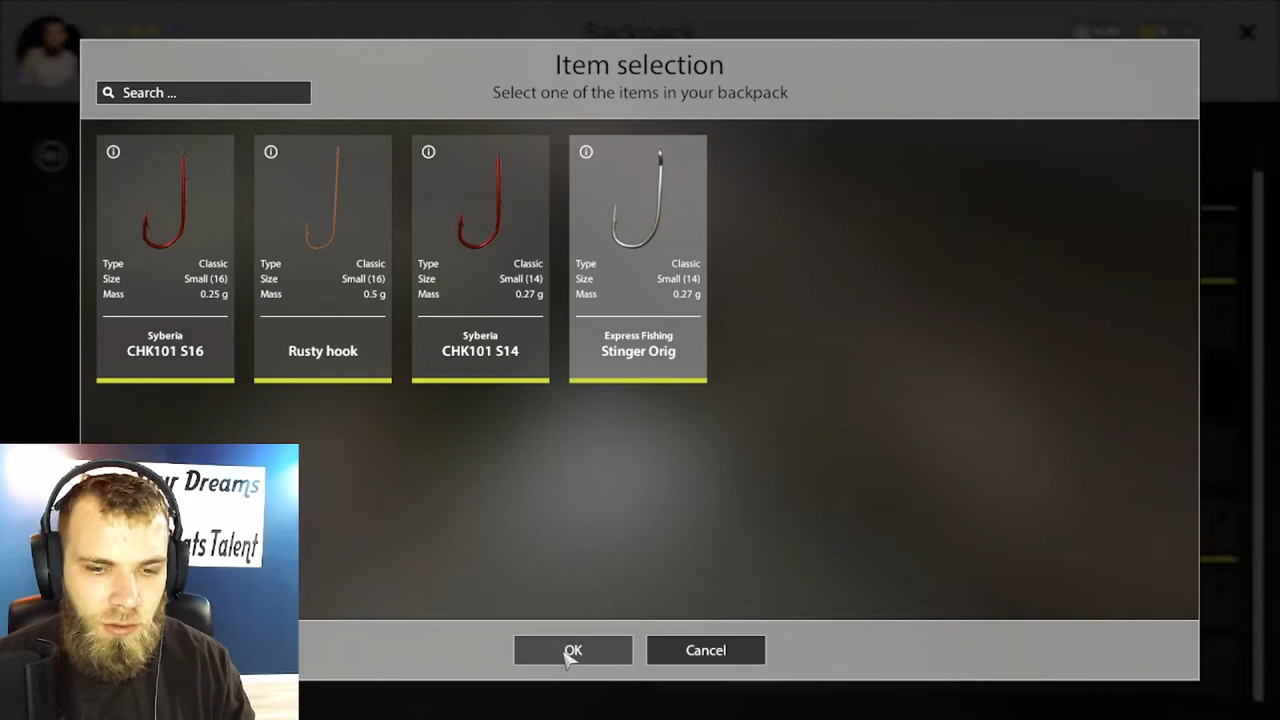 Backpack
Item selection
Select one of the items in your backpack
Search ...
Type Classic
Size Small (16)
Mass 0.25 g
Syberia
CHK101 S16
Type Classic
Size Small (16)
Mass 0.5 g
Rusty hook
Type Classic
Size Small (14)
Mass 0.27 g
Syberia
CHK101 S14
Type Classic
Size Small (14)
Mass 0.27 g
Express Fishing
Stinger Orig
Dreams
Talent
OK
Cancel